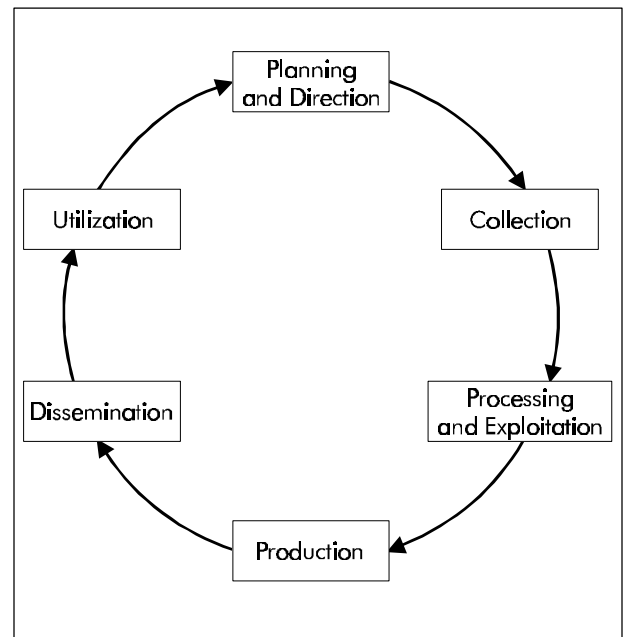 Planning
and Direction
Collection
Processing
and Exploitation
Production
Dissemination
Utilization